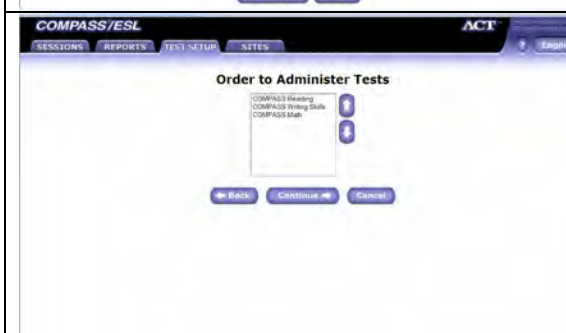 COMPASS/ESL
ACT
SESSIONS REPORTS TEST SETUP SITES ?
Order to Administer Tests
COMPASS Reading
COMPASS Writing Skills
COMPASS Math
Back Continue Cancel